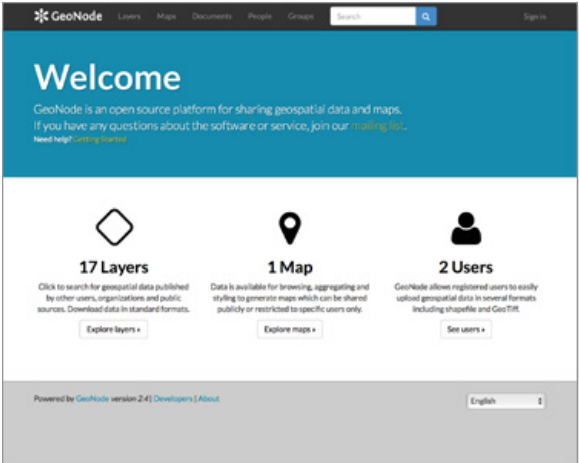 GeoNode Layers Maps Documents People Groups Search Sign in
Welcome
GeoNode is an open source platform for sharing geospatial data and maps.
If you have any questions about the software or service, join our mailing list.
Need help? Getting Started
17 Layers
Click to search for geospatial data published
by other users, organizations and public
sources. Download data in standard formats.
Explore layers »
1 Map
Data is available for browsing, aggregating and
styling to generate maps which can be shared
publicly or restricted to specific users only.
Explore maps »
2 Users
GeoNode allows registered users to easily
upload geospatial data in several formats
including shapefile and GeoTiff.
See users »
Powered by GeoNode version 2.4 | Developers | About
English